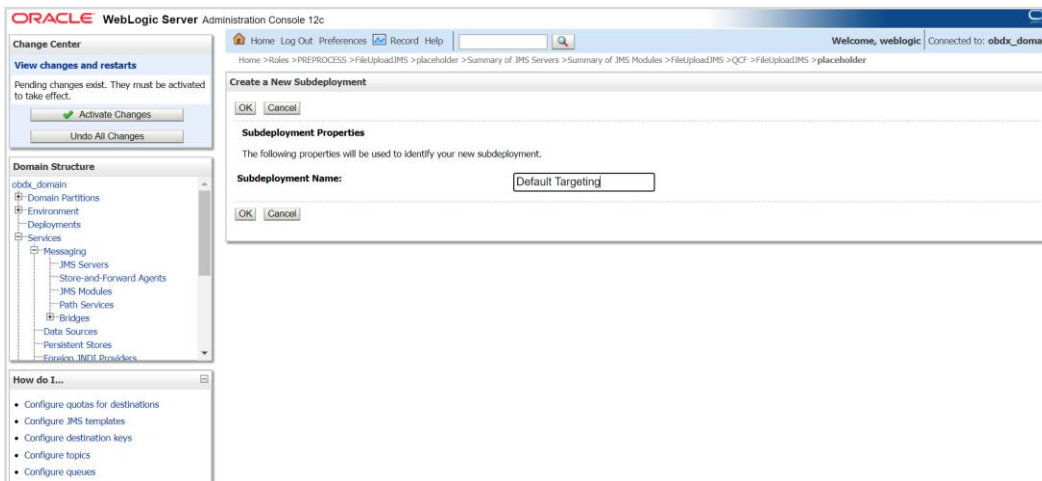 ORACLE WebLogic Server Administration Console 12c
Change Center
View changes and restarts
Pending changes exist. They must be activated
to take effect.
Activate Changes
Undo All Changes
Domain Structure
obdx_domain
Domain Partitions
Environment
Deployments
Services
Messaging
JMS Servers
Store-and-Forward Agents
JMS Modules
Path Services
Bridges
Data Sources
Persistent Stores
Foreign JNDI Providers
How do I...
Configure quotas for destinations
Configure JMS templates
Configure destination keys
Configure topics
Configure queues
Home Log Out Preferences Record Help
Welcome, weblogic Connected to: obdx_doma
Home >Roles >PREPROCESS >FileUploadJMS >placeholder >Summary of JMS Servers >Summary of JMS Modules >FileUploadJMS >QCF >FileUploadJMS >placeholder
Create a New Subdeployment
OK Cancel
Subdeployment Properties
The following properties will be used to identify your new subdeployment.
Subdeployment Name: Default Targeting
OK Cancel